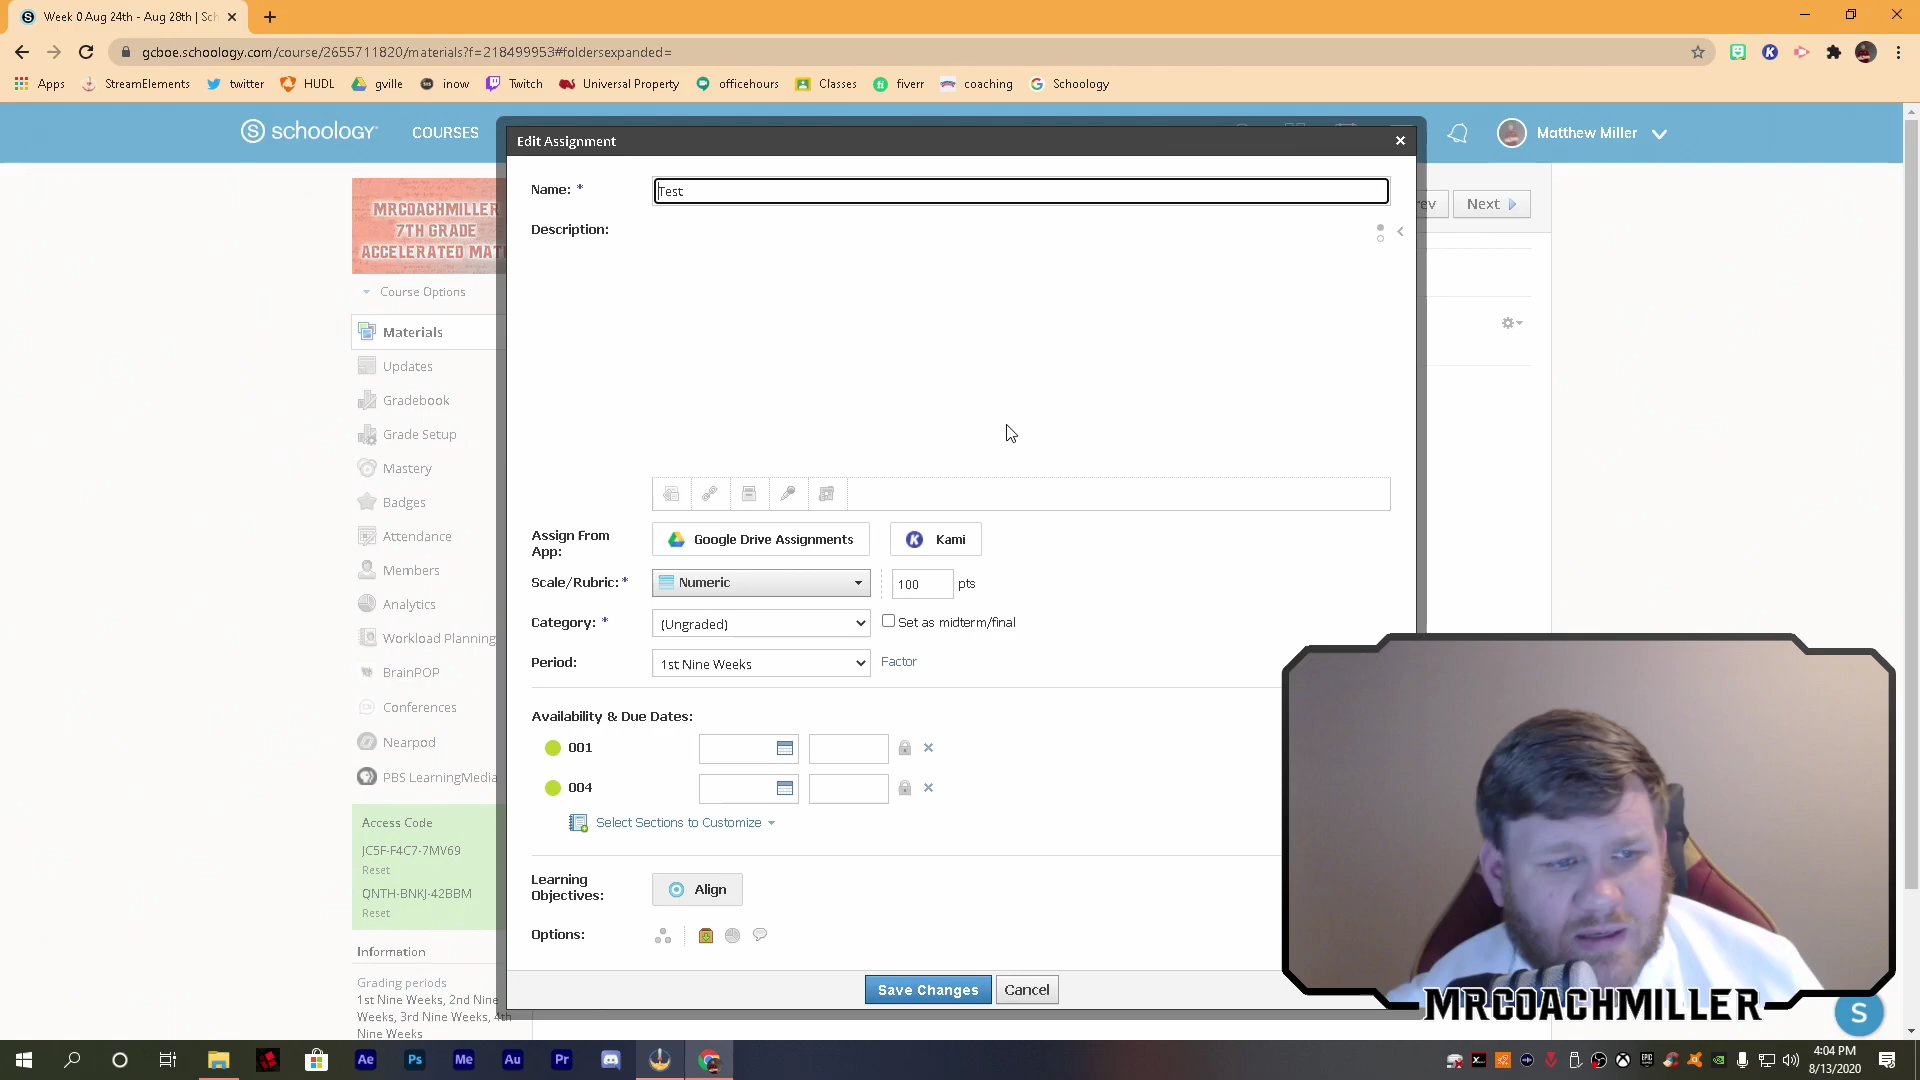 Week 0 Aug 24th - Aug 28th | Sch
gcboe.schoology.com/course/2655711820/materials?f=218499953#foldersexpanded=
Apps StreamElements twitter HUDL gville inow Twitch Universal Property officehours Classes fiverr coaching Schoology
S schoology COURSES Matthew Miller
Edit Assignment
MRCOACHMILLER
7TH GRADE
ACCELERATED MAT
Course Options
Materials
Updates
Gradebook
Grade Setup
Mastery
Badges
Attendance
Members
Analytics
Workload Planning
BrainPOP
Conferences
Nearpod
PBS LearningMedia
Access Code
JC5F-F4C7-7MV69
Reset
QNTH-BNKJ-42BBM
Reset
Information
Grading periods
1st Nine Weeks, 2nd Nine
Weeks, 3rd Nine Weeks, 4th
Nine Weeks
Name: * Test
Description:
Assign From
App:
Google Drive Assignments
K Kami
Scale/Rubric: * Numeric 100 pts
Category: * (Ungraded) Set as midterm/final
Period: 1st Nine Weeks Factor
Availability & Due Dates:
001
004
Select Sections to Customize
Learning
Objectives:
Align
Options:
Save Changes Cancel
ev Next
MRCOACHMILLER
S
Ae Ps Me Au Pr
4:04 PM
8/13/2020